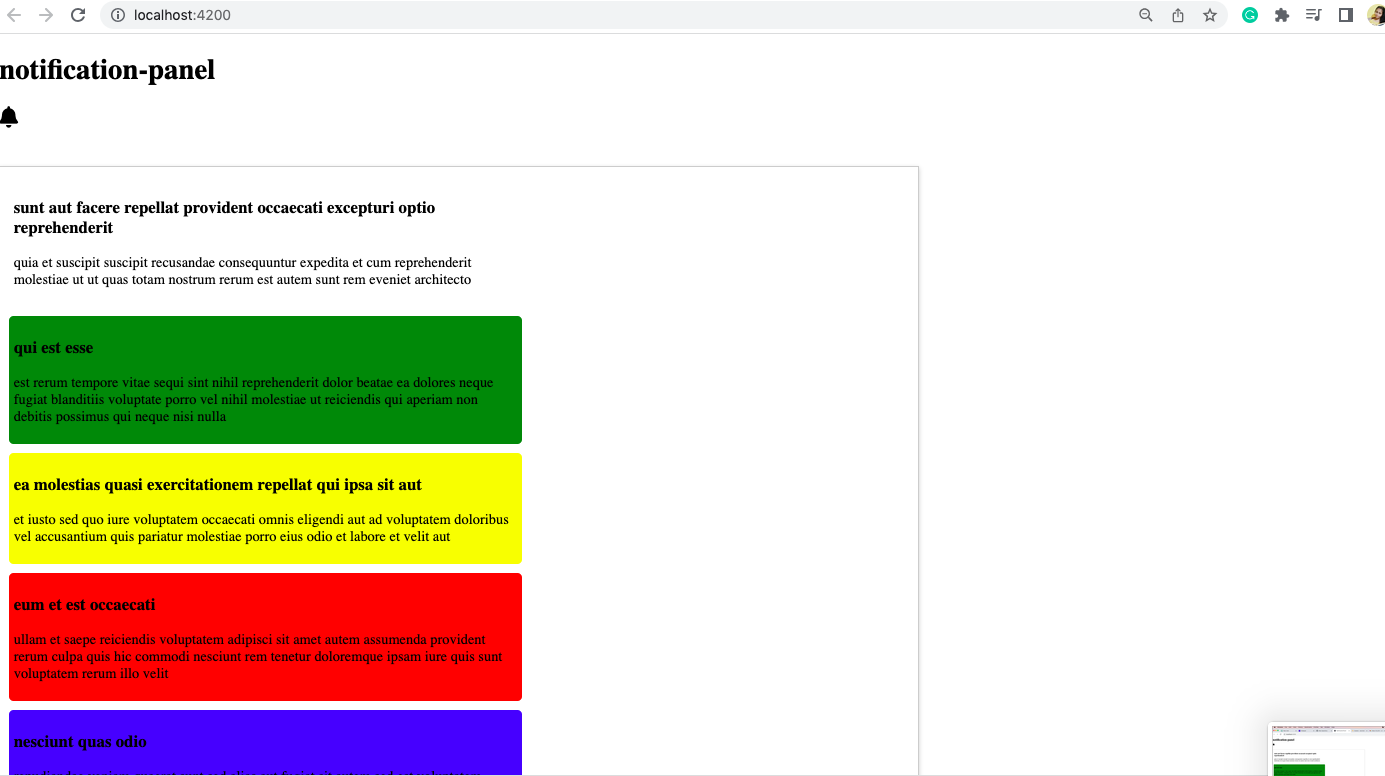 localhost:4200
notification-panel
sunt aut facere repellat provident occaecati excepturi optio
reprehenderit
quia et suscipit suscipit recusandae consequuntur expedita et cum reprehenderit
molestiae ut ut quas totam nostrum rerum est autem sunt rem eveniet architecto
qui est esse
est rerum tempore vitae sequi sint nihil reprehenderit dolor beatae ea dolores neque
fugiat blanditiis voluptate porro vel nihil molestiae ut reiciendis qui aperiam non
debitis possimus qui neque nisi nulla
ea molestias quasi exercitationem repellat qui ipsa sit aut
et iusto sed quo iure voluptatem occaecati omnis eligendi aut ad voluptatem doloribus
vel accusantium quis pariatur molestiae porro eius odio et labore et velit aut
eum et est occaecati
ullam et saepe reiciendis voluptatem adipisci sit amet autem assumenda provident
rerum culpa quis hic commodi nesciunt rem tenetur doloremque ipsam iure quis sunt
voluptatem rerum illo velit
nesciunt quas odio
notification-panel